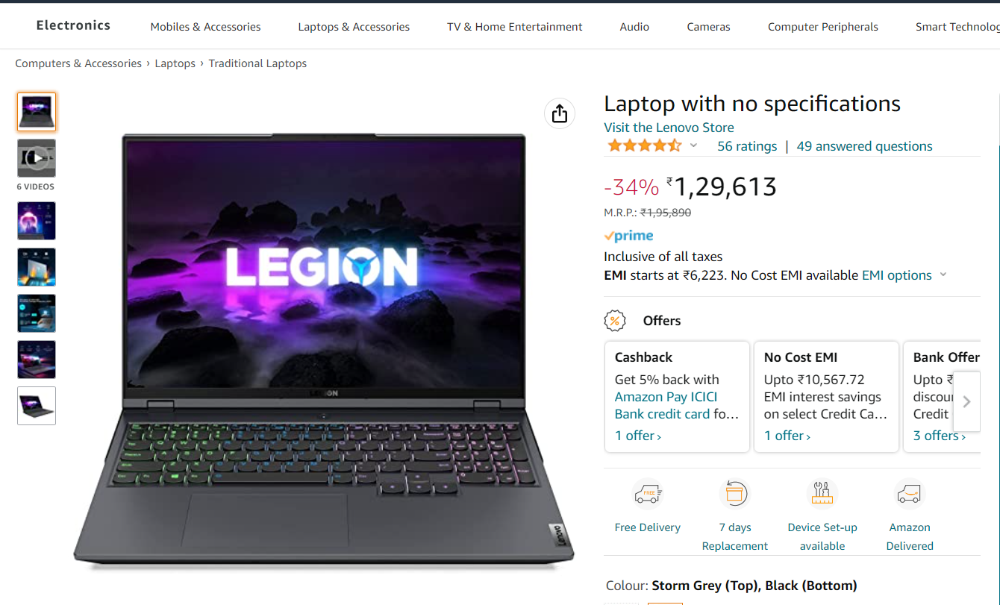 Electronics
Mobiles & Accessories
Laptops & Accessories
TV & Home Entertainment
Audio
Cameras
Computer Peripherals
Smart Technolog
Computers & Accessories › Laptops › Traditional Laptops
6 VIDEOS
LEGION
LEGION
Lenovo
Laptop with no specifications
Visit the Lenovo Store
56 ratings | 49 answered questions
-34% ₹1,29,613
M.R.P.: ₹1,95,890
prime
Inclusive of all taxes
EMI starts at ₹6,223. No Cost EMI available EMI options
Offers
Cashback
Get 5% back with
Amazon Pay ICICI
Bank credit card fo…
1 offer ›
No Cost EMI
Upto ₹10,567.72
EMI interest savings
on select Credit Ca…
1 offer ›
Bank Offer
Upto ₹
discou
Credit
3 offers ›
FREE
Free Delivery
7 days
Replacement
Device Set-up
available
Amazon
Delivered
Colour: Storm Grey (Top), Black (Bottom)